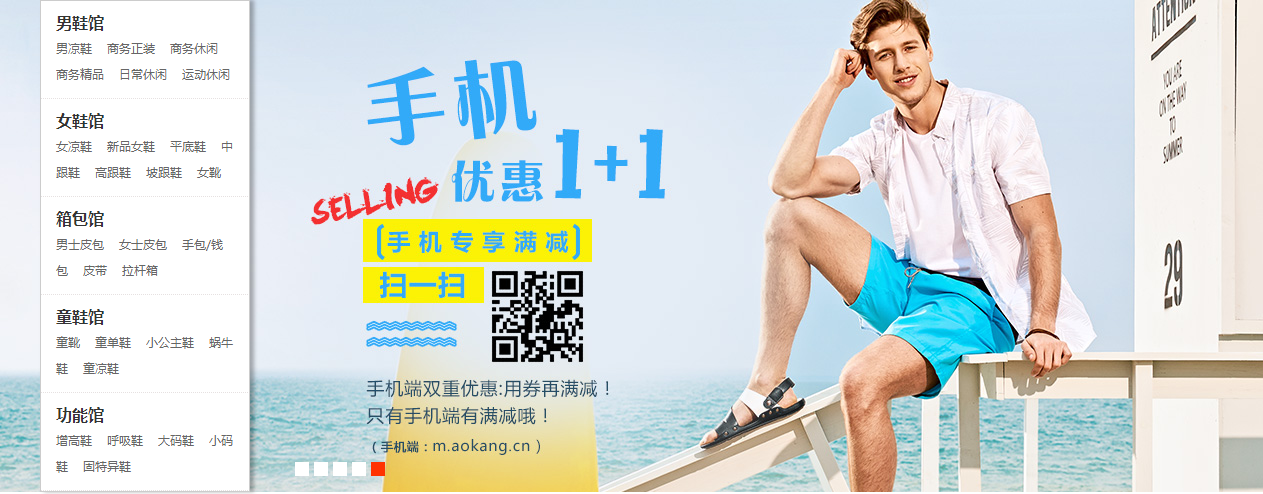 男鞋馆
男凉鞋 商务正装 商务休闲
商务精品 日常休闲 运动休闲
女鞋馆
女凉鞋 新品女鞋 平底鞋 中
跟鞋 高跟鞋 坡跟鞋 女靴
箱包馆
男士皮包 女士皮包 手包/钱
包 皮带 拉杆箱
童鞋馆
童靴 童单鞋 小公主鞋 蜗牛
鞋 童凉鞋
功能馆
增高鞋 呼吸鞋 大码鞋 小码
鞋 固特异鞋
手机
优惠1+1
SELL1NG
[手机专享满减]
扫一扫
手机端双重优惠:用券再满减！
只有手机端有满减哦！
（手机端：m.aokang.cn）
ATTENTION
YOU ARE
ON THE WAY
TO
SUMMER
29